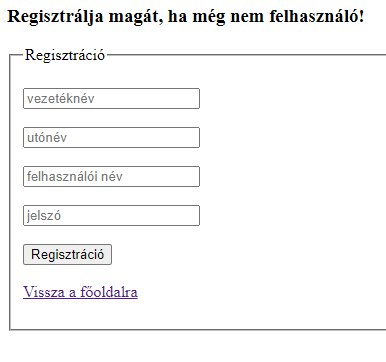 Regisztrálja magát, ha még nem felhasználó!
Regisztráció
vezetéknév
utónév
felhasználói név
jelszó
Regisztráció
Vissza a főoldalra